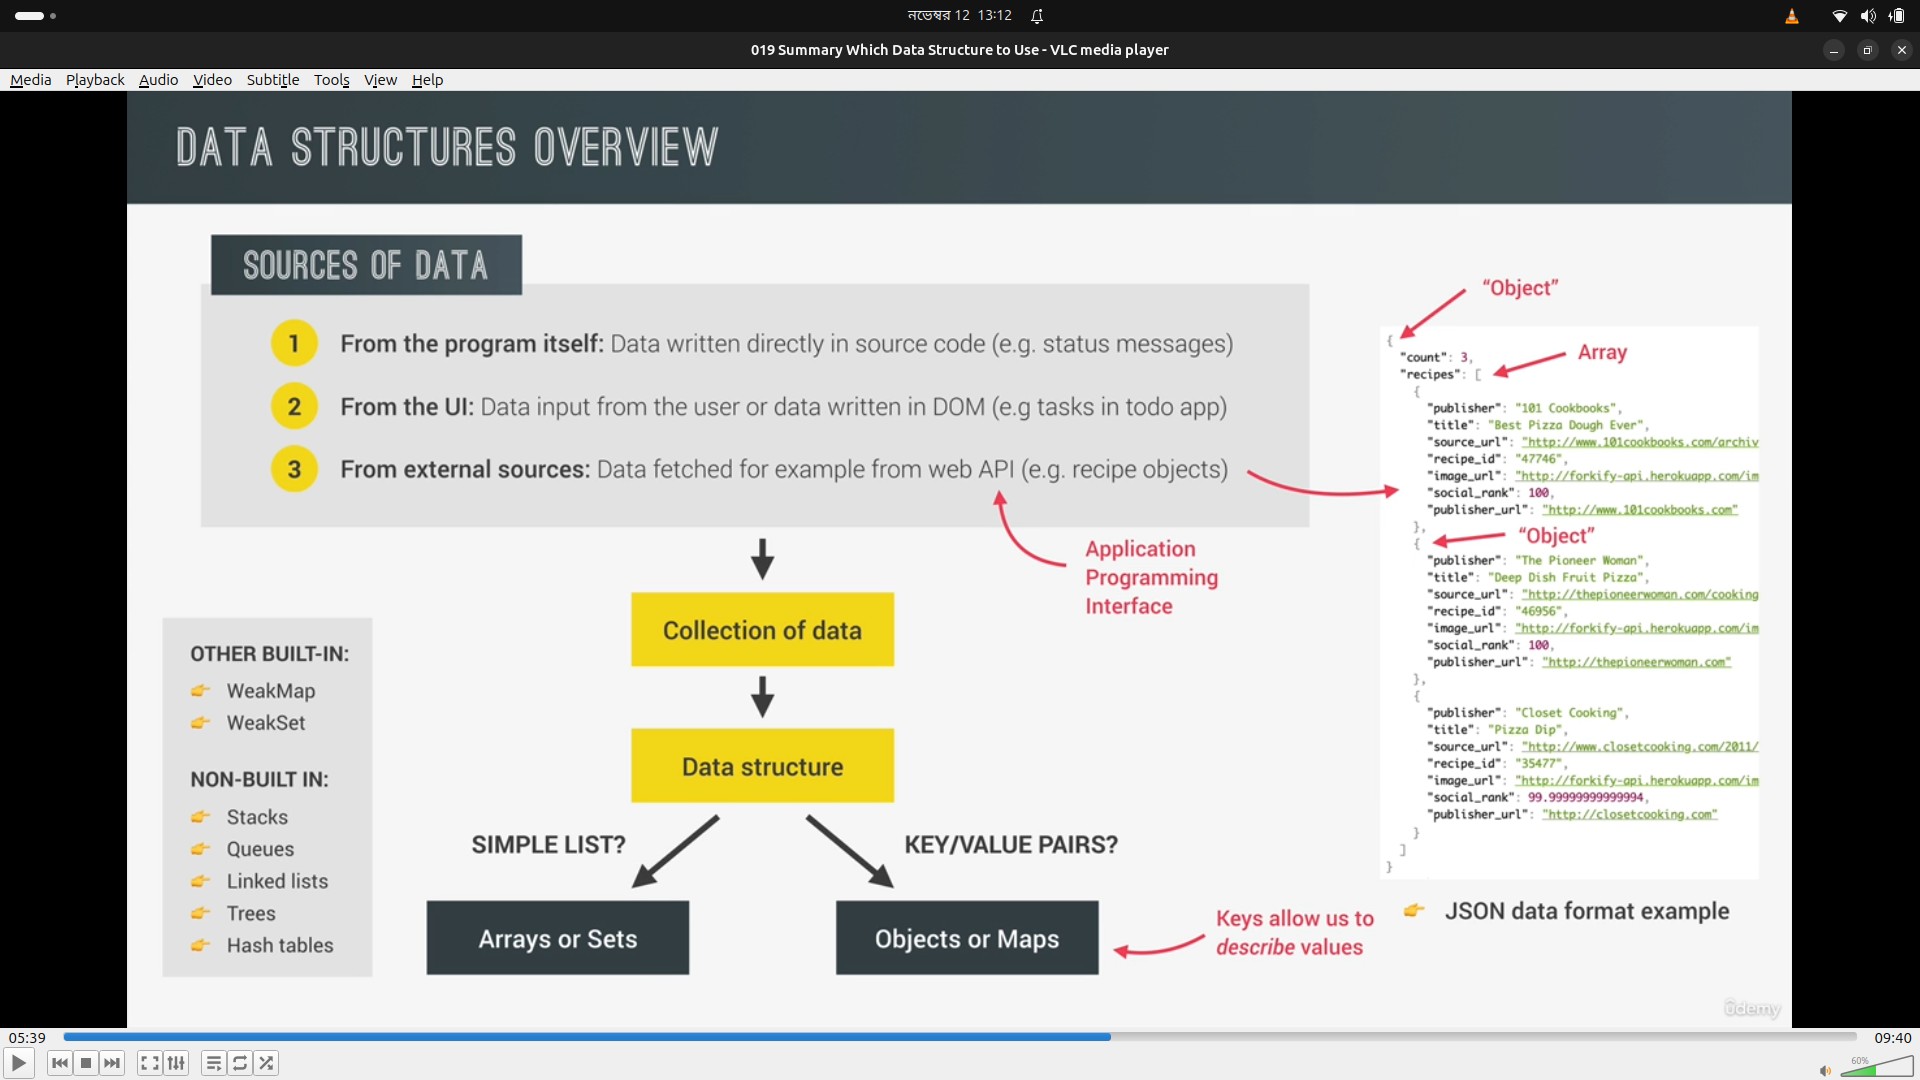 নভেম্বর 12 13:12
019 Summary Which Data Structure to Use - VLC media player
Media Playback Audio Video Subtitle Tools View Help
DATA STRUCTURES OVERVIEW
SOURCES OF DATA
1 From the program itself: Data written directly in source code (e.g. status messages)
2 From the UI: Data input from the user or data written in DOM (e.g tasks in todo app)
3 From external sources: Data fetched for example from web API (e.g. recipe objects)
Application
Programming
Interface
Collection of data
Data structure
SIMPLE LIST?
KEY/VALUE PAIRS?
Arrays or Sets
Objects or Maps
Keys allow us to
describe values
OTHER BUILT-IN:
👉 WeakMap
👉 WeakSet
NON-BUILT IN:
👉 Stacks
👉 Queues
👉 Linked lists
👉 Trees
👉 Hash tables
“Object”
{
"count": 3,
Array
"recipes": [
{
"publisher": "101 Cookbooks",
"title": "Best Pizza Dough Ever",
"source_url": "http://www.101cookbooks.com/archiv
"recipe_id": "47746",
"image_url": "http://forkify-api.herokuapp.com/im
"social_rank": 100,
"publisher_url": "http://www.101cookbooks.com"
},
“Object”
{
"publisher": "The Pioneer Woman",
"title": "Deep Dish Fruit Pizza",
"source_url": "http://thepioneerwoman.com/cooking
"recipe_id": "46956",
"image_url": "http://forkify-api.herokuapp.com/im
"social_rank": 100,
"publisher_url": "http://thepioneerwoman.com"
},
{
"publisher": "Closet Cooking",
"title": "Pizza Dip",
"source_url": "http://www.closetcooking.com/2011/
"recipe_id": "35477",
"image_url": "http://forkify-api.herokuapp.com/im
"social_rank": 99.99999999999994,
"publisher_url": "http://closetcooking.com"
}
]
}
👉 JSON data format example
ûdemy
05:39
09:40
60%